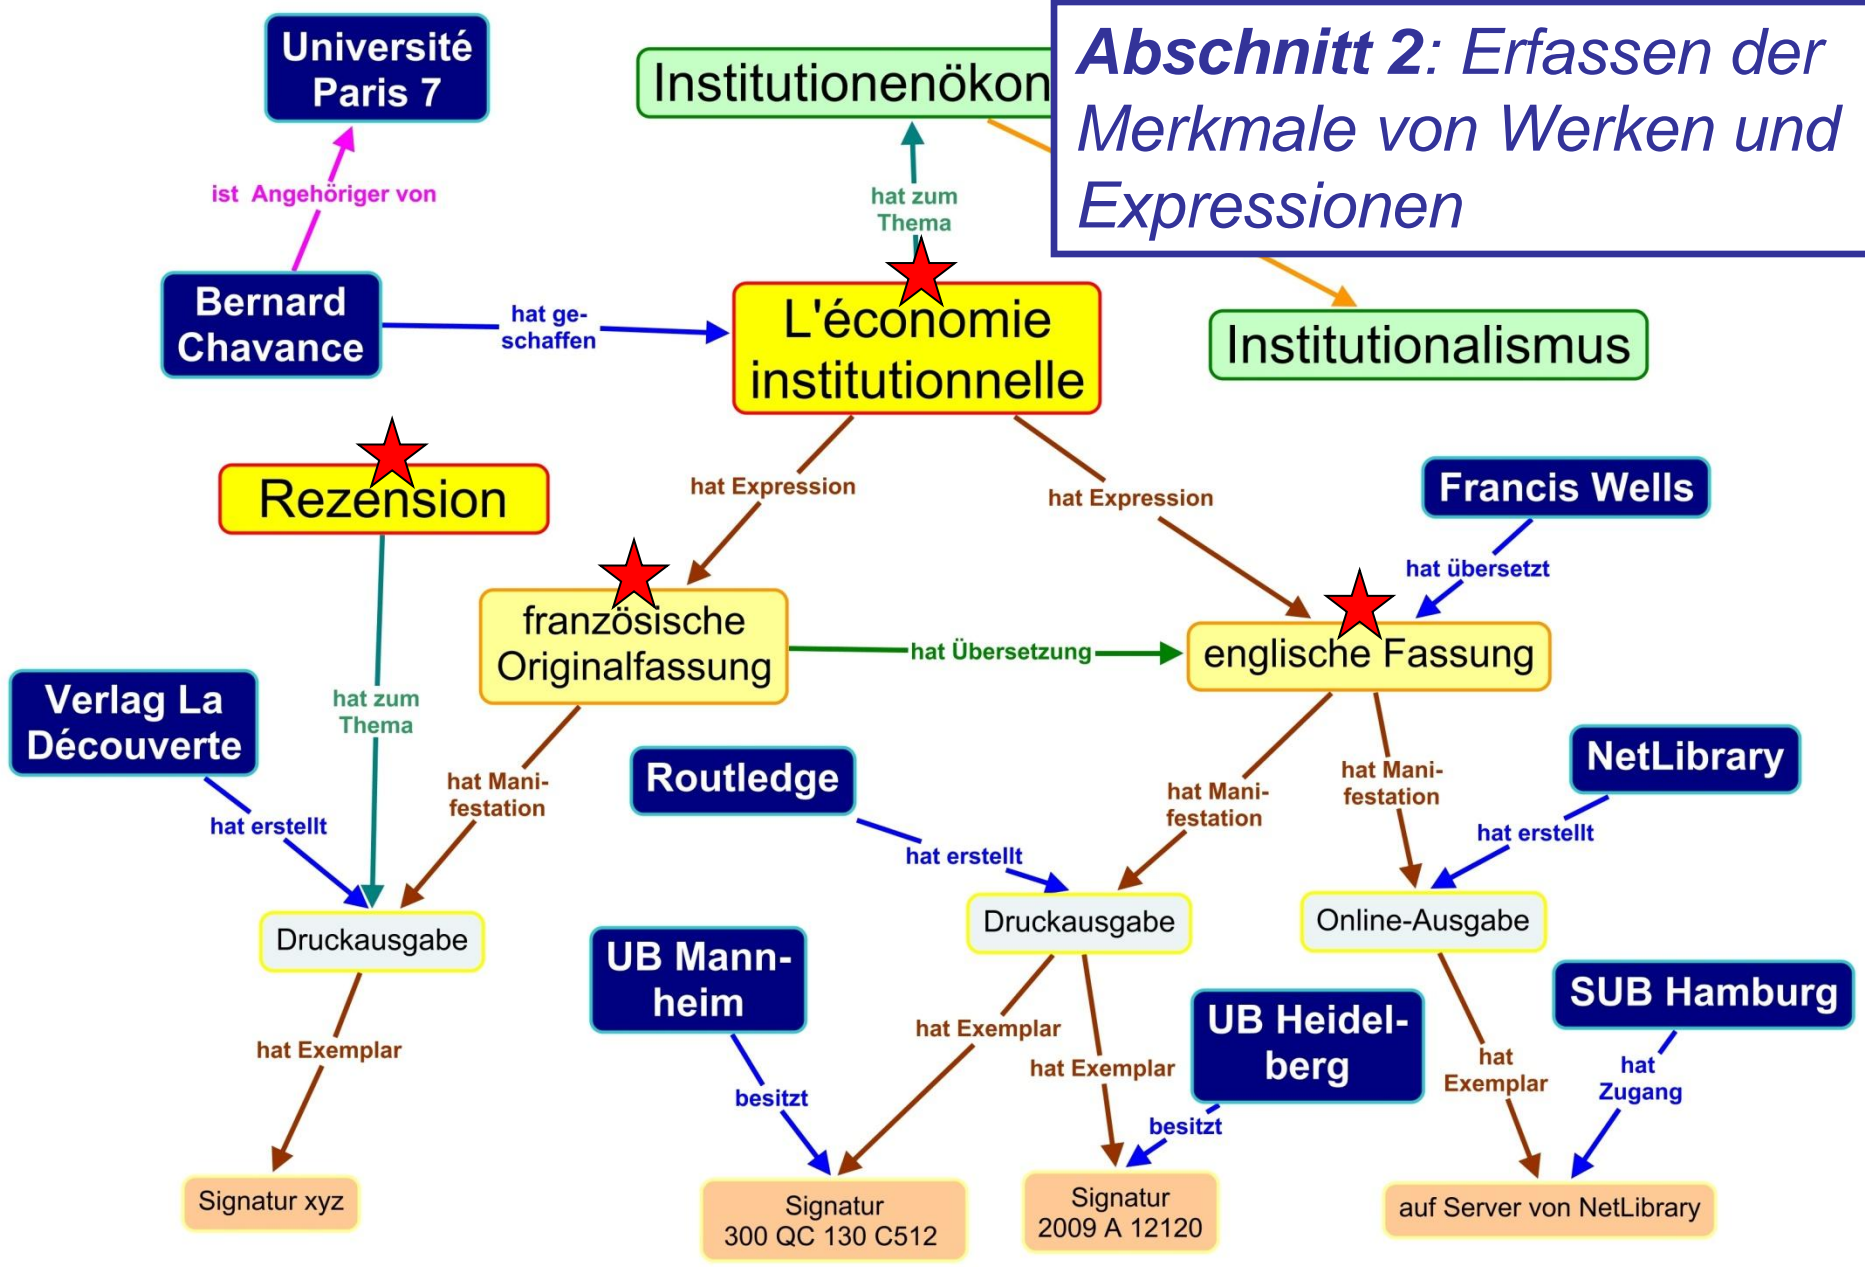 Abschnitt 2: Erfassen der
Merkmale von Werken und
Expressionen
Université
Paris 7
Institutionenökon
ist Angehöriger von
hat zum
Thema
Bernard
Chavance
hat ge-
schaffen
L'économie
institutionnelle
Institutionalismus
Rezension
hat Expression
hat Expression
Francis Wells
hat übersetzt
französische
Originalfassung
hat Übersetzung
englische Fassung
Verlag La
Découverte
hat zum
Thema
hat Mani-
festation
Routledge
hat Mani-
festation
hat Mani-
festation
NetLibrary
hat erstellt
hat erstellt
hat erstellt
Druckausgabe
Druckausgabe
Online-Ausgabe
UB Mann-
heim
UB Heidel-
berg
SUB Hamburg
hat Exemplar
hat Exemplar
hat Exemplar
hat
Exemplar
hat
Zugang
besitzt
besitzt
Signatur xyz
Signatur
300 QC 130 C512
Signatur
2009 A 12120
auf Server von NetLibrary